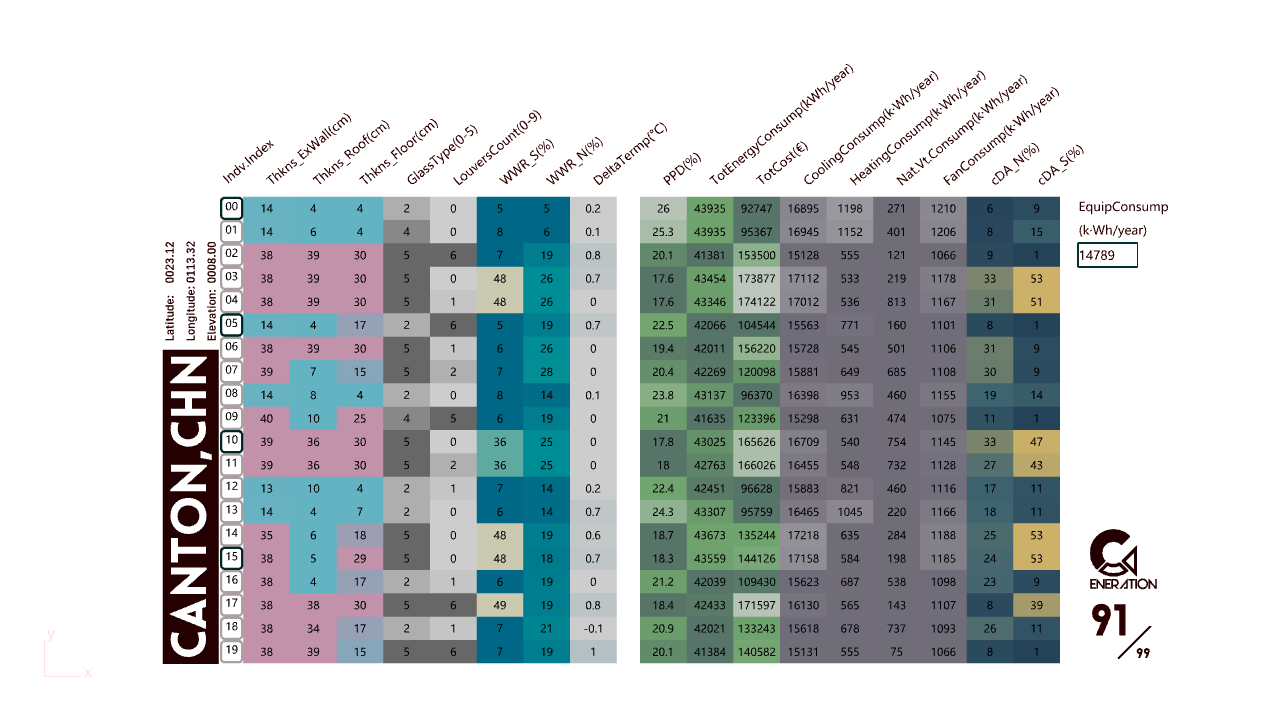 Indv.Index Thkns_ExWall(cm) Thkns_Roof(cm) Thkns_Floor(cm) GlassType(0-5) LouversCount(0-9) WWR_S(%) WWR_N(%) DeltaTermp(°C) PPD(%) TotEnergyConsump(kWh/year) TotCost(€) CoolingConsump(k·Wh/year) HeatingConsump(k·Wh/year) Nat.Vt.Consump(k·Wh/year) FanConsump(k·Wh/year) cDA_N(%) cDA_S(%)
00 14 4 4 2 0 5 5 0.2 26 43935 92747 16895 1198 271 1210 6 9
01 14 6 4 4 0 8 6 0.1 25.3 43935 95367 16945 1152 401 1206 8 15
02 38 39 30 5 6 7 19 0.8 20.1 41381 153500 15128 555 121 1066 9 1
03 38 39 30 5 0 48 26 0.7 17.6 43454 173877 17112 533 219 1178 33 53
04 38 39 30 5 1 48 26 0 17.6 43346 174122 17012 536 813 1167 31 51
05 14 4 17 2 6 5 19 0.7 22.5 42066 104544 15563 771 160 1101 8 1
06 38 39 30 5 1 6 26 0 19.4 42011 156220 15728 545 501 1106 31 9
07 39 7 15 5 2 7 28 0 20.4 42269 120098 15881 649 685 1108 30 9
08 14 8 4 2 0 8 14 0.1 23.8 43137 96370 16398 953 460 1155 19 14
09 40 10 25 4 5 6 19 0 21 41635 123396 15298 631 474 1075 11 1
10 39 36 30 5 0 36 25 0 17.8 43025 165626 16709 540 754 1145 33 47
11 39 36 30 5 2 36 25 0 18 42763 166026 16455 548 732 1128 27 43
12 13 10 4 2 1 7 14 0.2 22.4 42451 96628 15883 821 460 1116 17 11
13 14 4 7 2 0 6 14 0.7 24.3 43307 95759 16465 1045 220 1166 18 11
14 35 6 18 5 0 48 19 0.6 18.7 43673 135244 17218 635 284 1188 25 53
15 38 5 29 5 0 48 18 0.7 18.3 43559 144126 17158 584 198 1185 24 53
16 38 4 17 2 1 6 19 0 21.2 42039 109430 15623 687 538 1098 23 9
17 38 38 30 5 6 49 19 0.8 18.4 42433 171597 16130 565 143 1107 8 39
18 38 34 17 2 1 7 21 -0.1 20.9 42021 133243 15618 678 737 1093 26 11
19 38 39 15 5 6 7 19 1 20.1 41384 140582 15131 555 75 1066 8 1
Latitude: 0023.12
Longitude: 0113.32
Elevation: 0008.00
CANTON,CHN
EquipConsump
(k·Wh/year)
14789
ENERATION
91/99
y
x